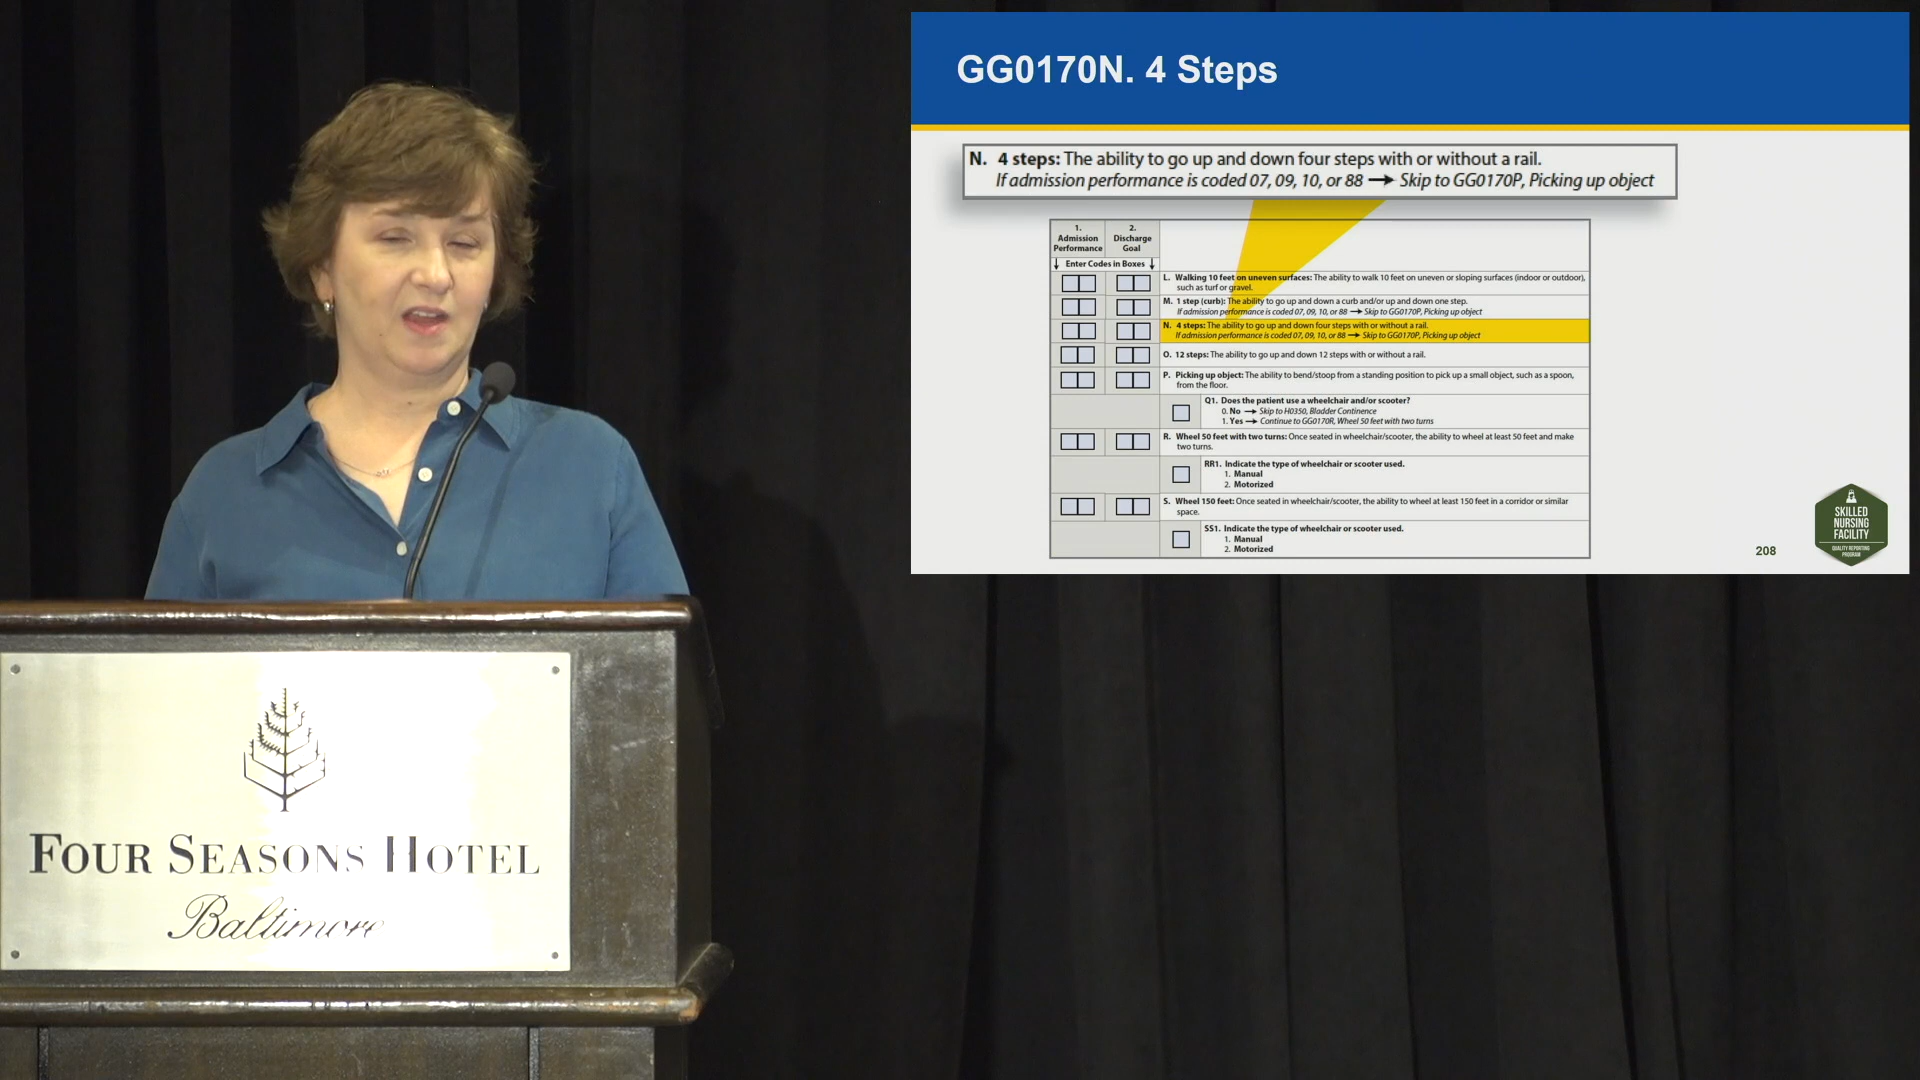 GG0170N. 4 Steps
N. 4 steps: The ability to go up and down four steps with or without a rail.
If admission performance is coded 07, 09, 10, or 88 → Skip to GG0170P, Picking up object
1. Admission Performance
2. Discharge Goal
↓ Enter Codes in Boxes ↓
L. Walking 10 feet on uneven surfaces: The ability to walk 10 feet on uneven or sloping surfaces (indoor or outdoor),
such as turf or gravel.
M. 1 step (curb): The ability to go up and down a curb and/or up and down one step.
If admission performance is coded 07, 09, 10, or 88 → Skip to GG0170P, Picking up object
N. 4 steps: The ability to go up and down four steps with or without a rail.
If admission performance is coded 07, 09, 10, or 88 → Skip to GG0170P, Picking up object
O. 12 steps: The ability to go up and down 12 steps with or without a rail.
P. Picking up object: The ability to bend/stoop from a standing position to pick up a small object, such as a spoon,
from the floor.
Q1. Does the patient use a wheelchair and/or scooter?
0. No → Skip to H0350, Bladder Continence
1. Yes → Continue to GG0170R, Wheel 50 feet with two turns
R. Wheel 50 feet with two turns: Once seated in wheelchair/scooter, the ability to wheel at least 50 feet and make
two turns.
RR1. Indicate the type of wheelchair or scooter used.
1. Manual
2. Motorized
S. Wheel 150 feet: Once seated in wheelchair/scooter, the ability to wheel at least 150 feet in a corridor or similar
space.
SS1. Indicate the type of wheelchair or scooter used.
1. Manual
2. Motorized
208
SKILLED
NURSING
FACILITY
QUALITY REPORTING
PROGRAM
FOUR SEASONS HOTEL
Baltimore